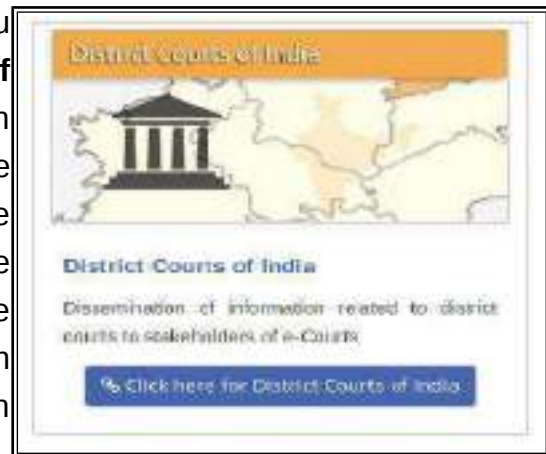 u
f
n
e
e
e
e
n
n
District Courts of India
District Courts of India
Dissemination of information related to district
courts to stakeholders of e-Courts
Click here for District Courts of India